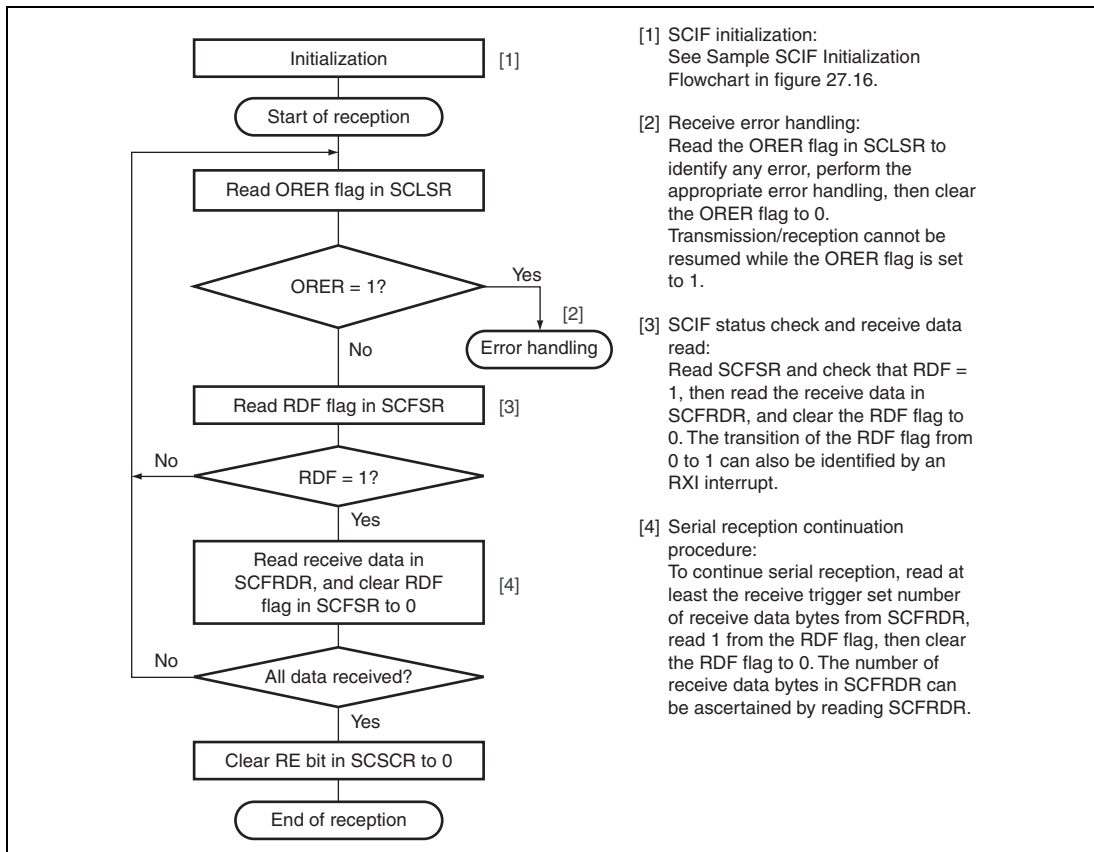 Initialization
[1]
Start of reception
Read ORER flag in SCLSR
ORER = 1?
Yes
[2]
Error handling
No
Read RDF flag in SCFSR
[3]
No
RDF = 1?
Yes
Read receive data in
SCFRDR, and clear RDF
flag in SCFSR to 0
[4]
No
All data received?
Yes
Clear RE bit in SCSCR to 0
End of reception
[1] SCIF initialization:
See Sample SCIF Initialization
Flowchart in figure 27.16.
[2] Receive error handling:
Read the ORER flag in SCLSR to
identify any error, perform the
appropriate error handling, then clear
the ORER flag to 0.
Transmission/reception cannot be
resumed while the ORER flag is set
to 1.
[3] SCIF status check and receive data
read:
Read SCFSR and check that RDF =
1, then read the receive data in
SCFRDR, and clear the RDF flag to
0. The transition of the RDF flag from
0 to 1 can also be identified by an
RXI interrupt.
[4] Serial reception continuation
procedure:
To continue serial reception, read at
least the receive trigger set number
of receive data bytes from SCFRDR,
read 1 from the RDF flag, then clear
the RDF flag to 0. The number of
receive data bytes in SCFRDR can
be ascertained by reading SCFRDR.